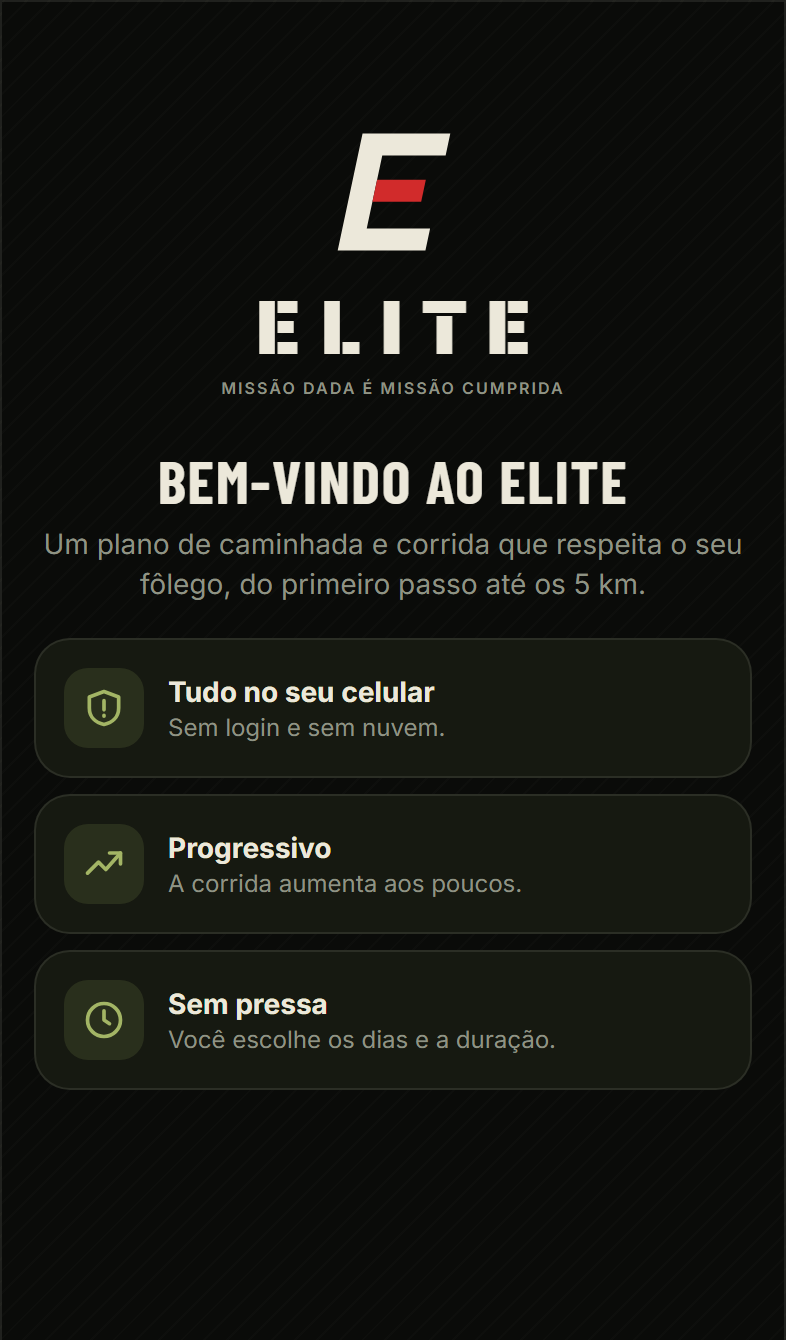 E
ELITE
MISSÃO DADA É MISSÃO CUMPRIDA
BEM-VINDO AO ELITE
Um plano de caminhada e corrida que respeita o seu
fôlego, do primeiro passo até os 5 km.
Tudo no seu celular
Sem login e sem nuvem.
Progressivo
A corrida aumenta aos poucos.
Sem pressa
Você escolhe os dias e a duração.